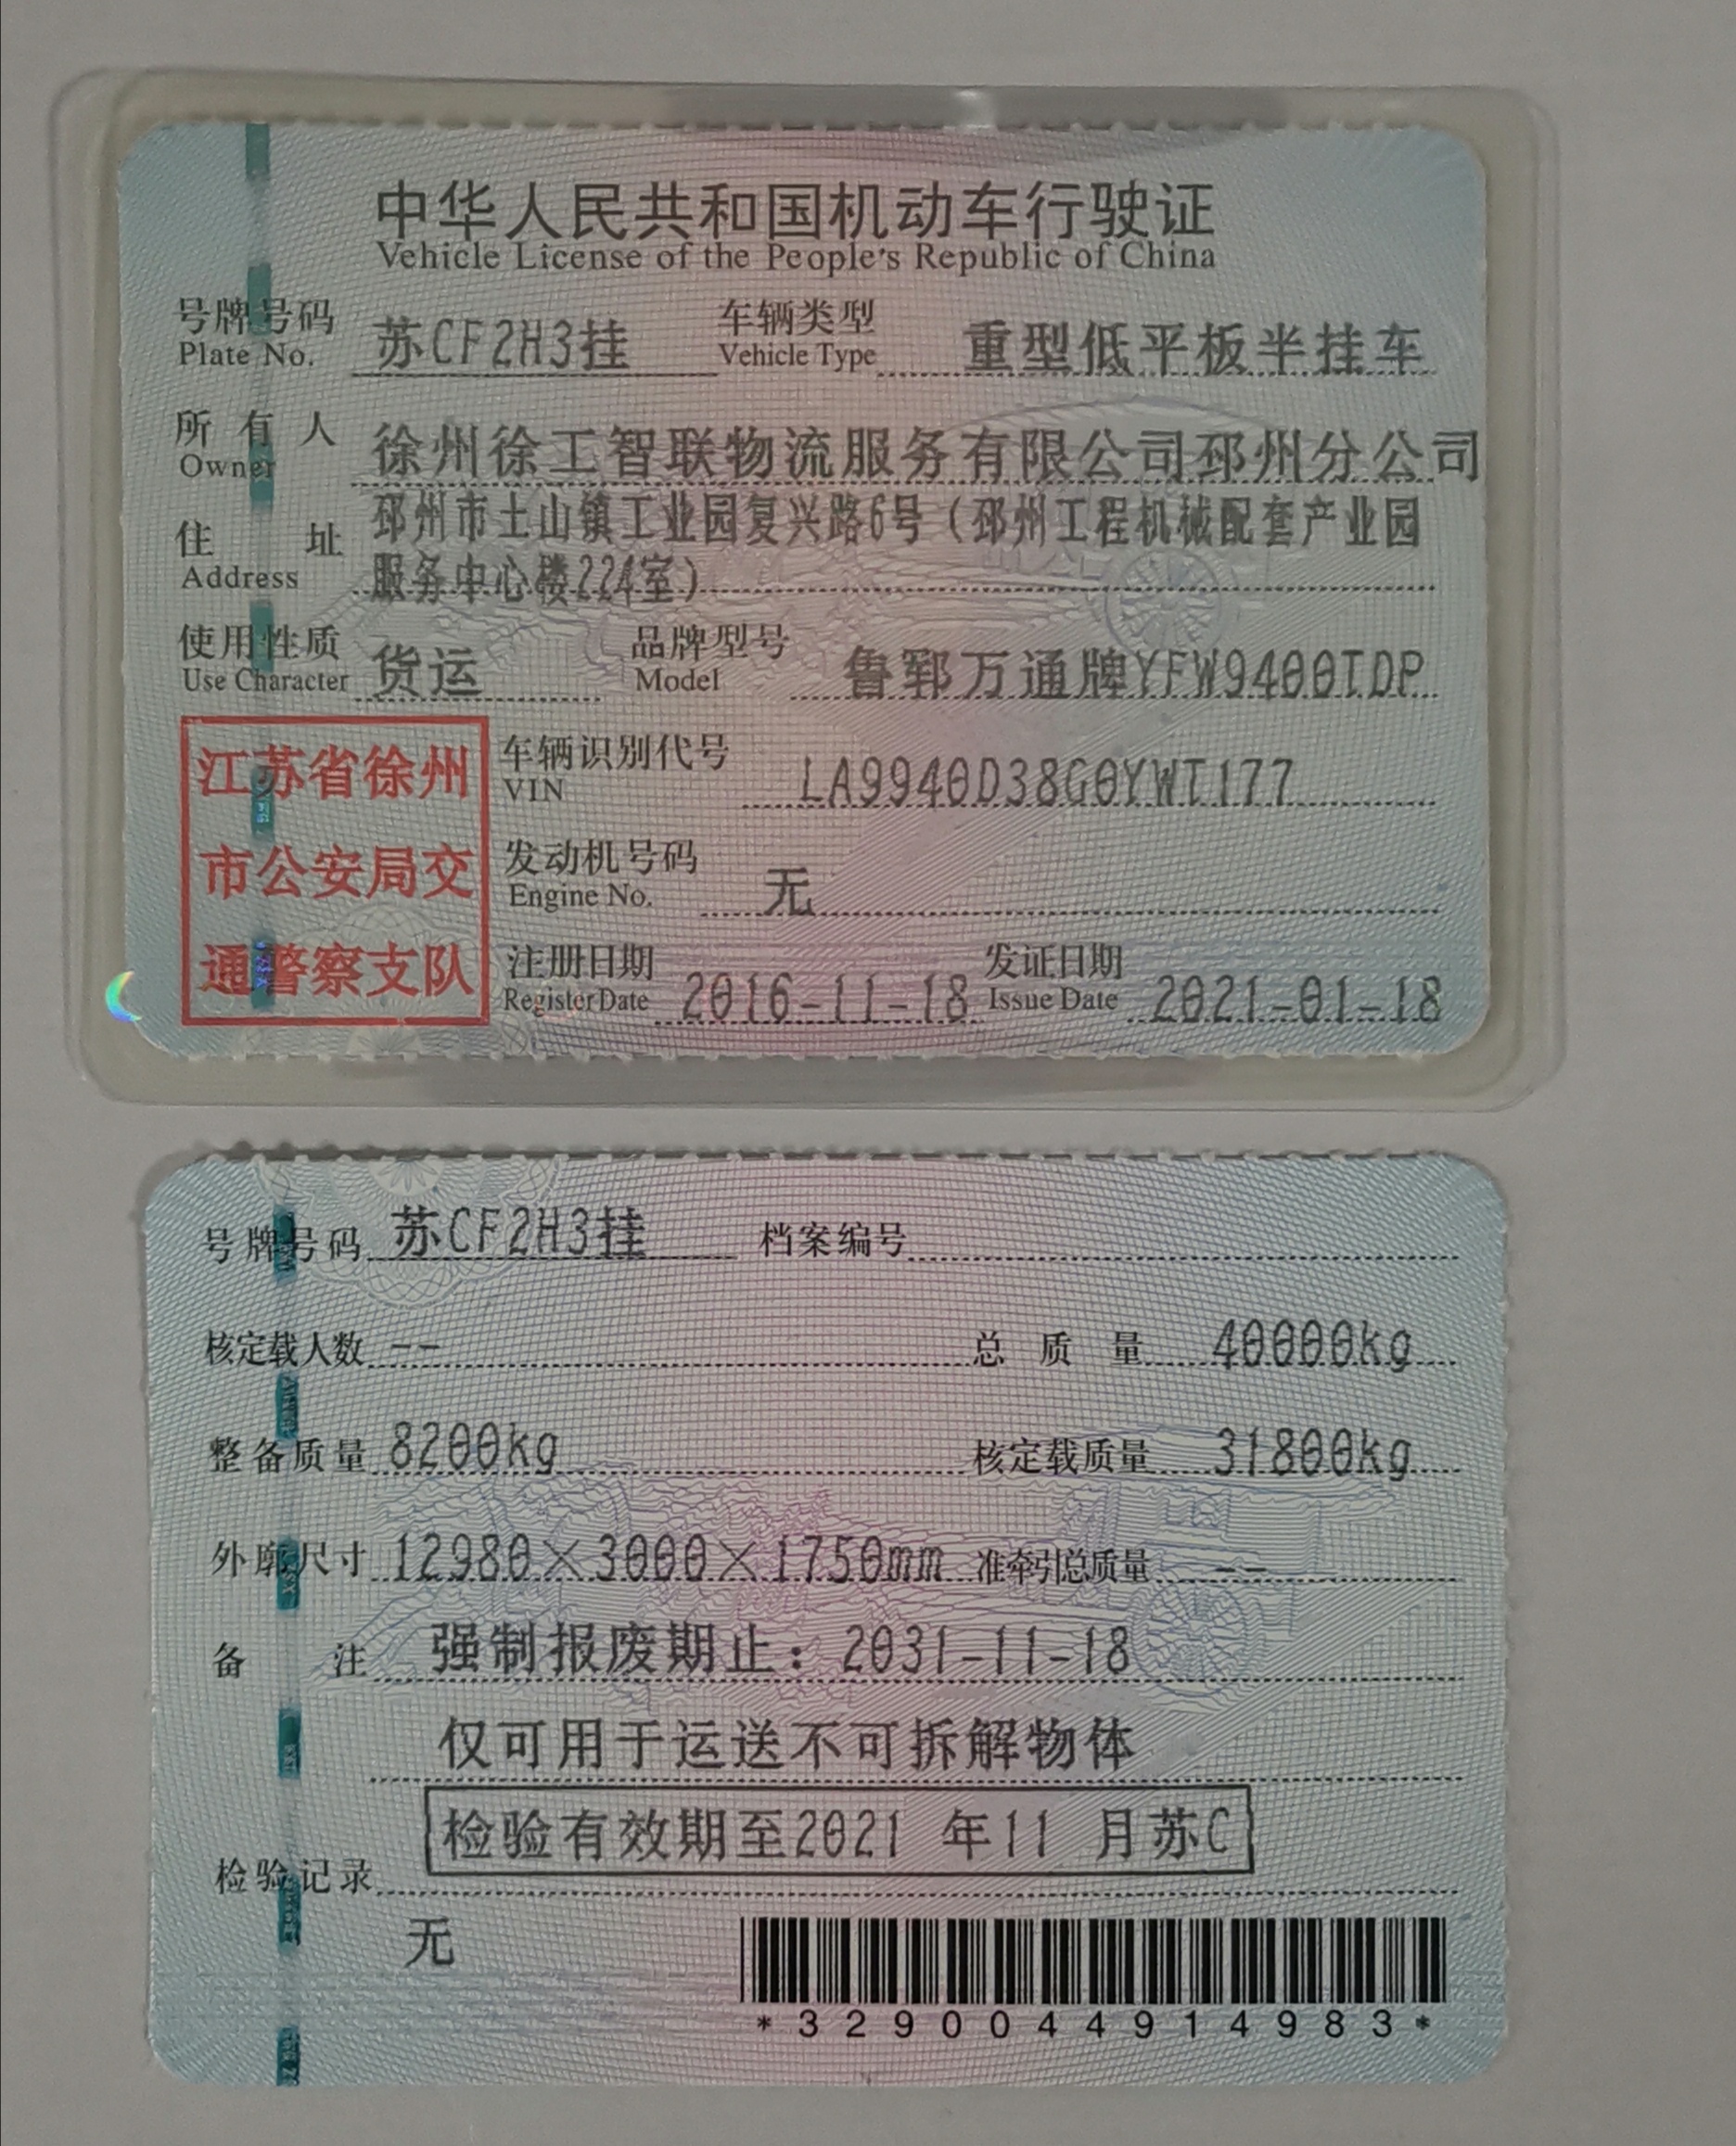 中华人民共和国机动车行驶证
Vehicle License of the People's Republic of China
号牌号码 苏CF2H3挂 车辆类型 重型低平板半挂车
Plate No. Vehicle Type
所有人 徐州徐工智联物流服务有限公司邳州分公司
Owner
住址 邳州市土山镇工业园复兴路6号（邳州工程机械配套产业园
Address 服务中心楼224室）
使用性质 货运 品牌型号 鲁郓万通牌YFW9400TDP
Use Character Model
江苏省徐州
市公安局交
通警察支队
车辆识别代号 LA9940D38G0YWT177
VIN
发动机号码 无
Engine No.
注册日期 2016-11-18 发证日期 2021-01-18
Register Date Issue Date
号牌号码 苏CF2H3挂 档案编号
核定载人数 -- 总质量 40000kg
整备质量 8200kg 核定载质量 31800kg
外廓尺寸 12980×3000×1750mm 准牵引总质量 --
备注 强制报废期止：2031-11-18
仅可用于运送不可拆解物体
检验有效期至2021 年11 月苏C
检验记录
无
*3290044914983*